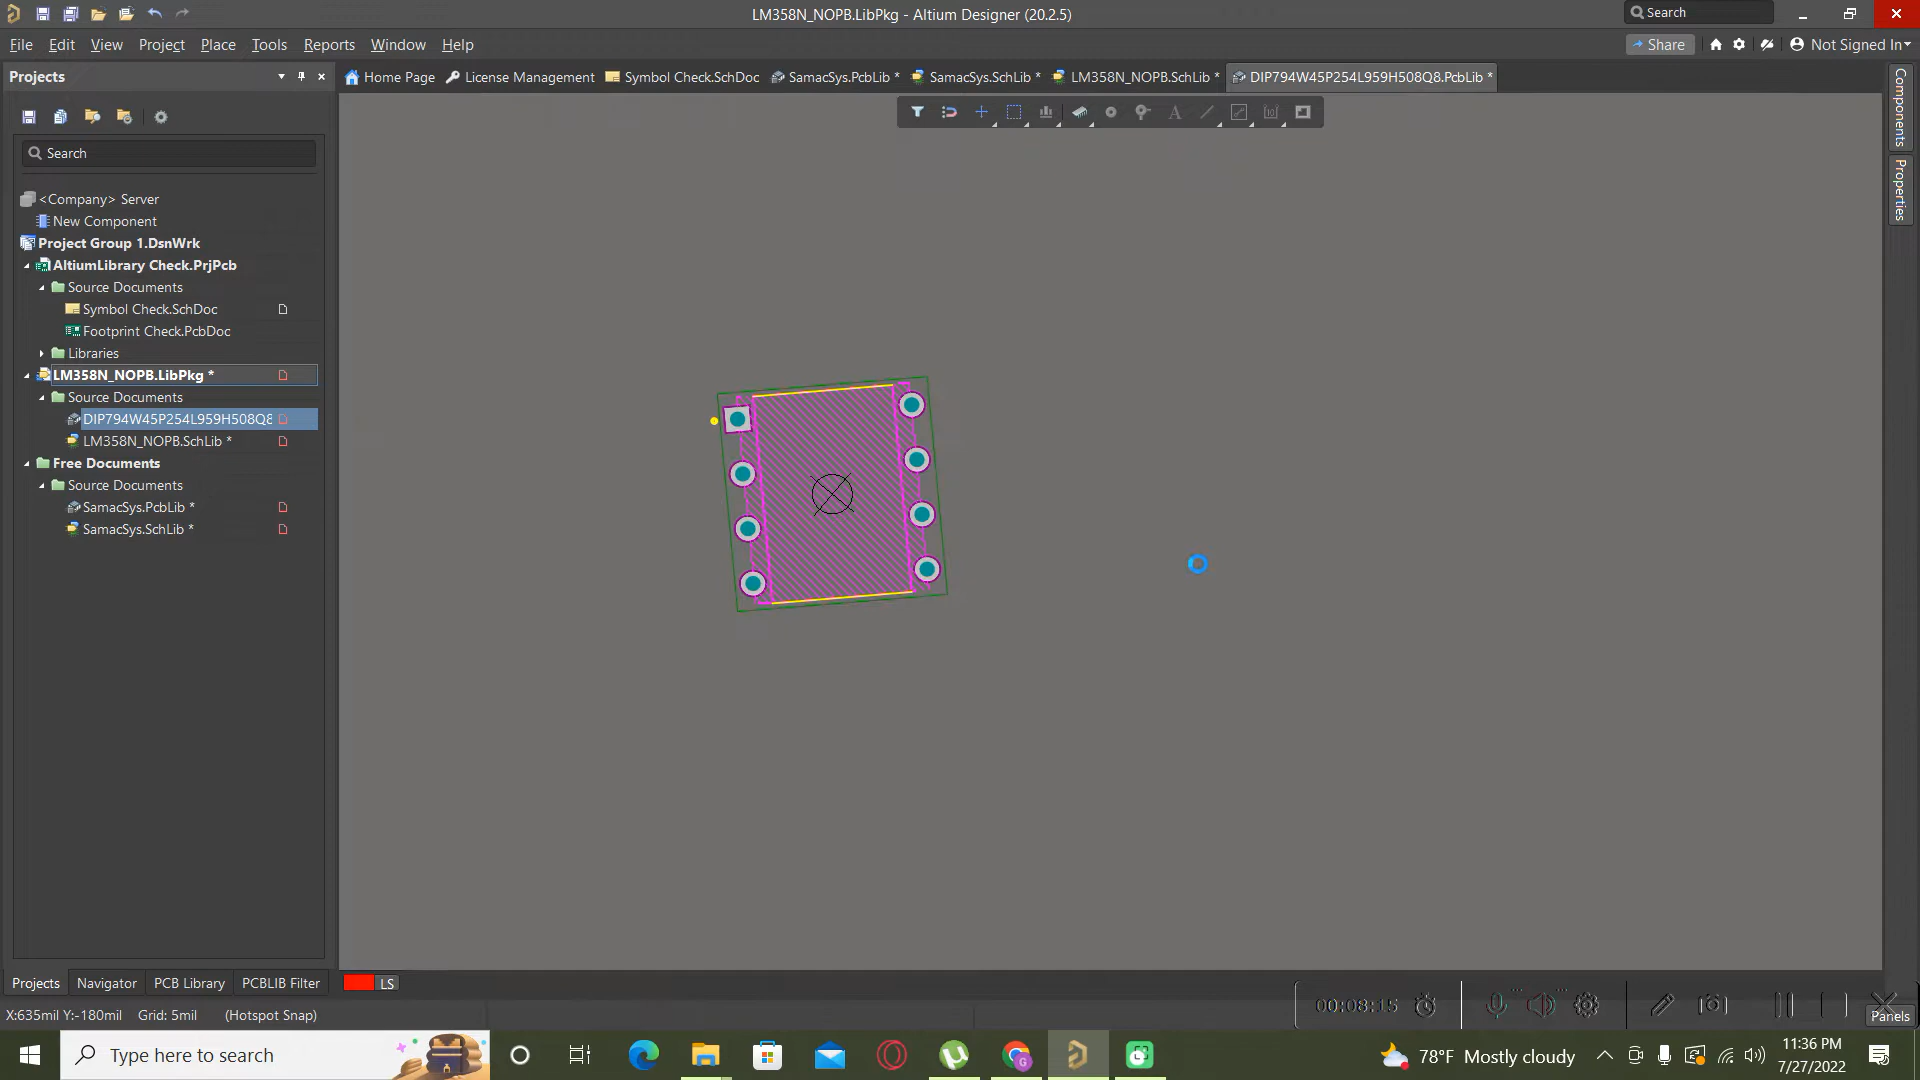 LM358N_NOPB.LibPkg - Altium Designer (20.2.5)
Search
File Edit View Project Place Tools Reports Window Help
Share
Not Signed In
Projects
Home Page
License Management
Symbol Check.SchDoc
SamacSys.PcbLib *
SamacSys.SchLib *
LM358N_NOPB.SchLib *
DIP794W45P254L959H508Q8.PcbLib *
Components
Properties
Search
<Company> Server
New Component
Project Group 1.DsnWrk
AltiumLibrary Check.PrjPcb
Source Documents
Symbol Check.SchDoc
Footprint Check.PcbDoc
Libraries
LM358N_NOPB.LibPkg *
Source Documents
DIP794W45P254L959H508Q8
LM358N_NOPB.SchLib *
Free Documents
Source Documents
SamacSys.PcbLib *
SamacSys.SchLib *
Projects
Navigator
PCB Library
PCBLIB Filter
LS
X:635mil Y:-180mil Grid: 5mil (Hotspot Snap)
00:08:15
Panels
Type here to search
78°F Mostly cloudy
11:36 PM
7/27/2022